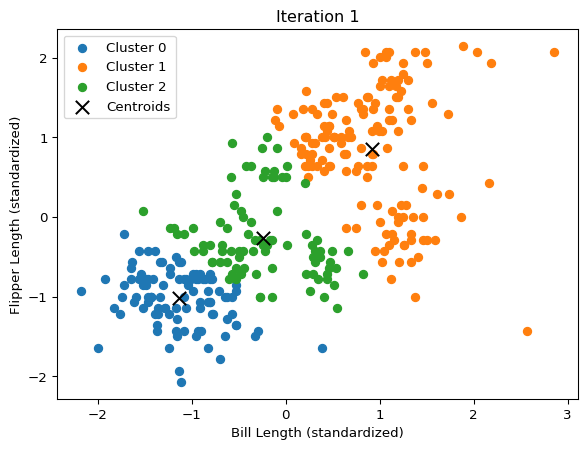 Iteration 1
Cluster 0
Cluster 1
Cluster 2
Centroids
Flipper Length (standardized)
2
1
0
−1
−2
−2
−1
0
1
2
3
Bill Length (standardized)